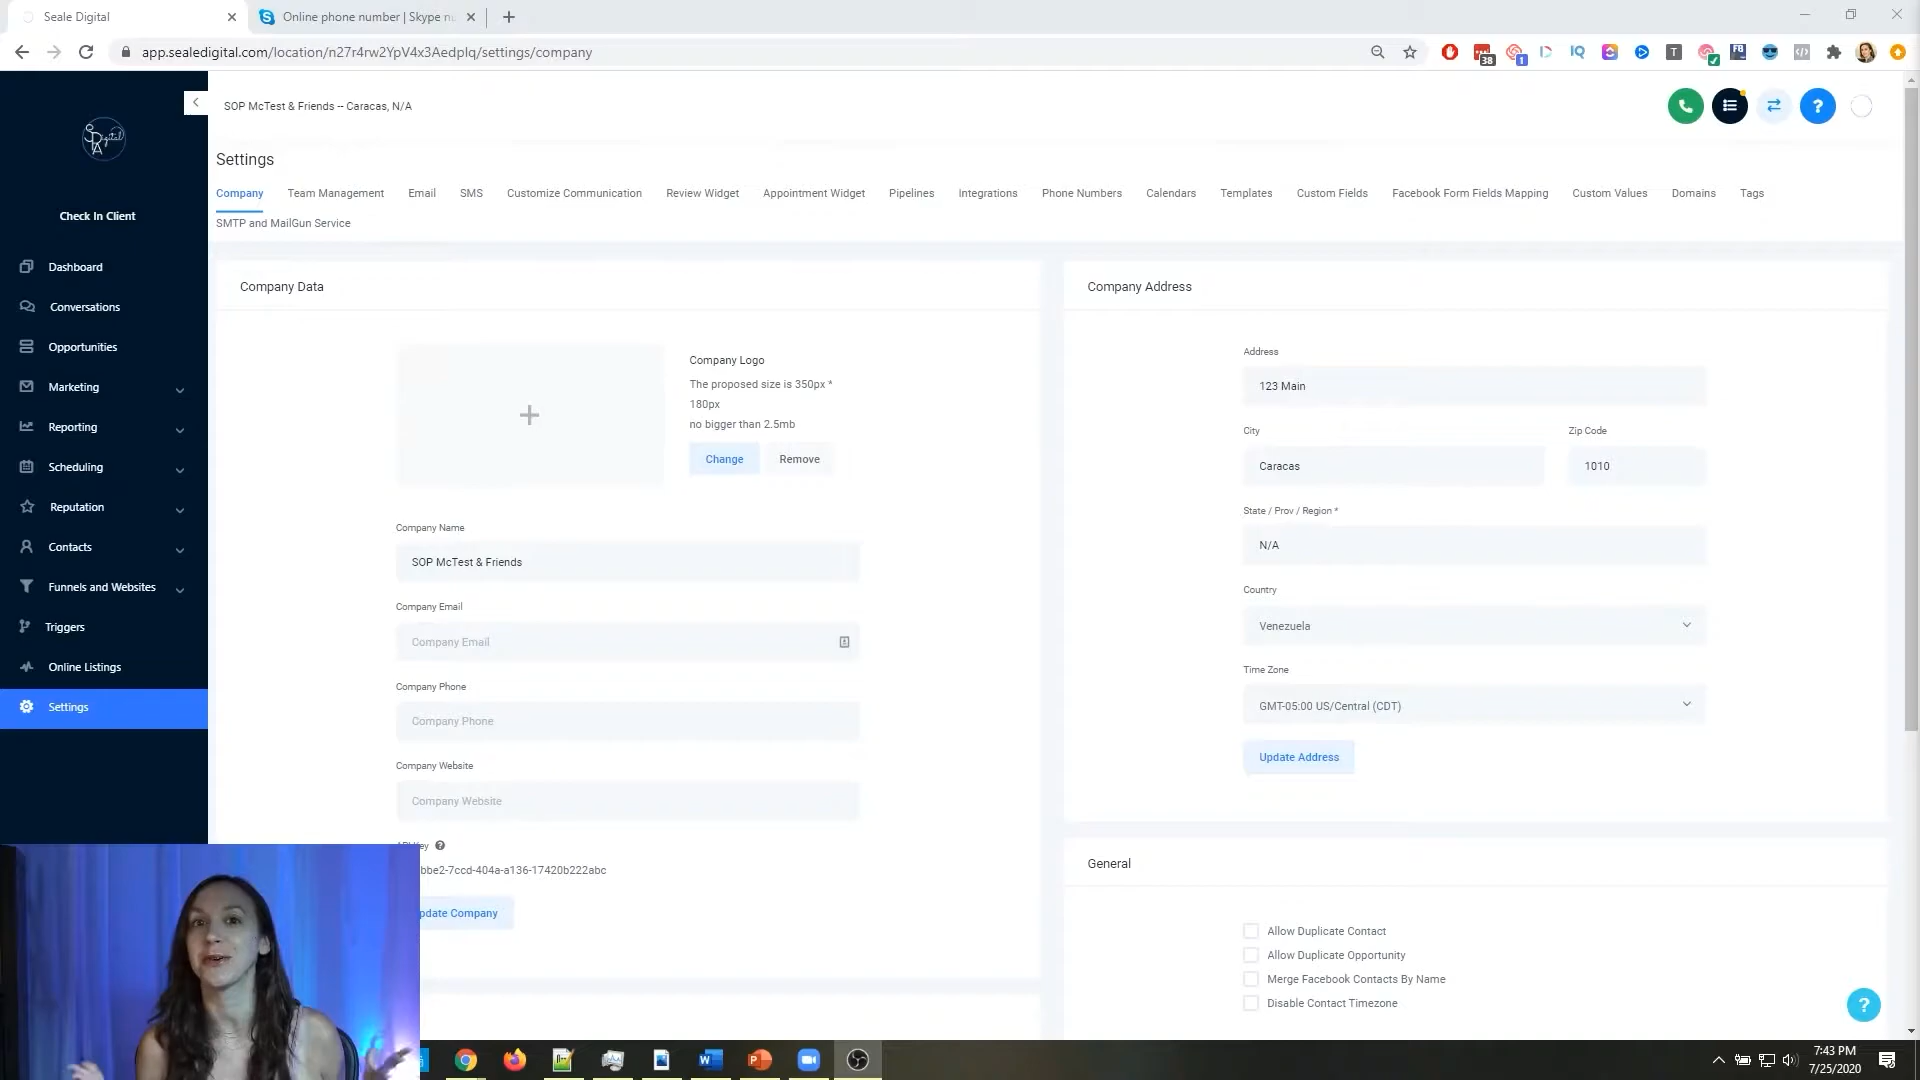 Seale Digital
Online phone number | Skype nu
app.sealedigital.com/location/n27r4rw2YpV4x3Aedplq/settings/company
38
1
IQ
T
FB
SOP McTest & Friends -- Caracas, N/A
Settings
Company Team Management Email SMS Customize Communication Review Widget Appointment Widget Pipelines Integrations Phone Numbers Calendars Templates Custom Fields Facebook Form Fields Mapping Custom Values Domains Tags
SMTP and MailGun Service
Check In Client
Dashboard
Conversations
Opportunities
Marketing
Reporting
Scheduling
Reputation
Contacts
Funnels and Websites
Triggers
Online Listings
Settings
Company Data
Company Logo
The proposed size is 350px *
180px
no bigger than 2.5mb
Change Remove
Company Name
SOP McTest & Friends
Company Email
Company Email
Company Phone
Company Phone
Company Website
Company Website
bbe2-7ccd-404a-a136-17420b222abc
pdate Company
Company Address
Address
123 Main
City Zip Code
Caracas 1010
State / Prov / Region *
N/A
Country
Venezuela
Time Zone
GMT-05:00 US/Central (CDT)
Update Address
General
Allow Duplicate Contact
Allow Duplicate Opportunity
Merge Facebook Contacts By Name
Disable Contact Timezone
7:43 PM
7/25/2020